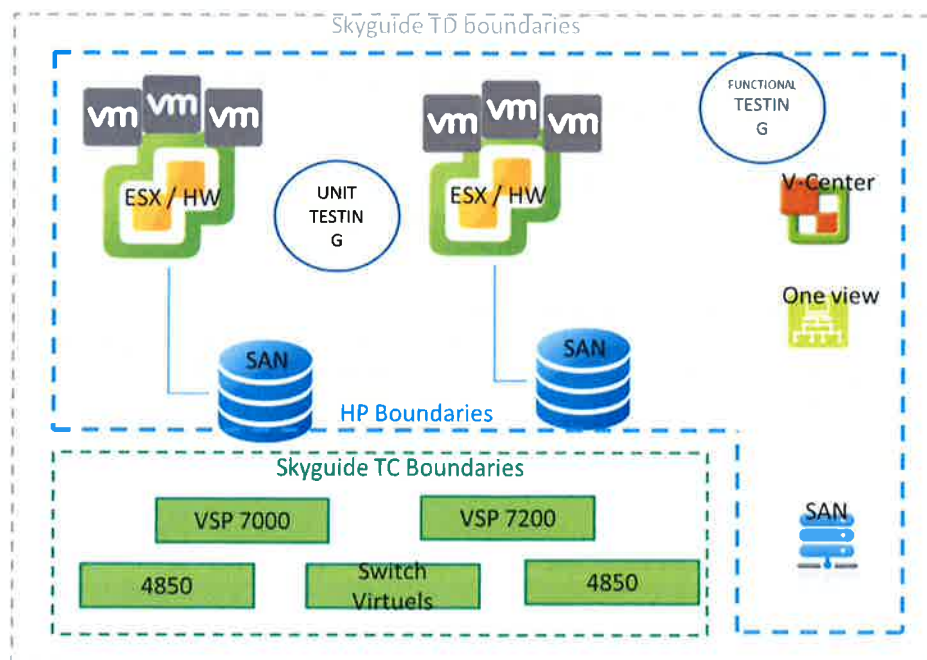 Skyguide TD boundaries
vm vm vm
vm vm vm
FUNCTIONAL
TESTIN
G
ESX / HW
UNIT
TESTIN
G
ESX / HW
V-Center
One view
SAN
SAN
HP Boundaries
Skyguide TC Boundaries
VSP 7000
VSP 7200
SAN
4850
Switch
Virtuels
4850